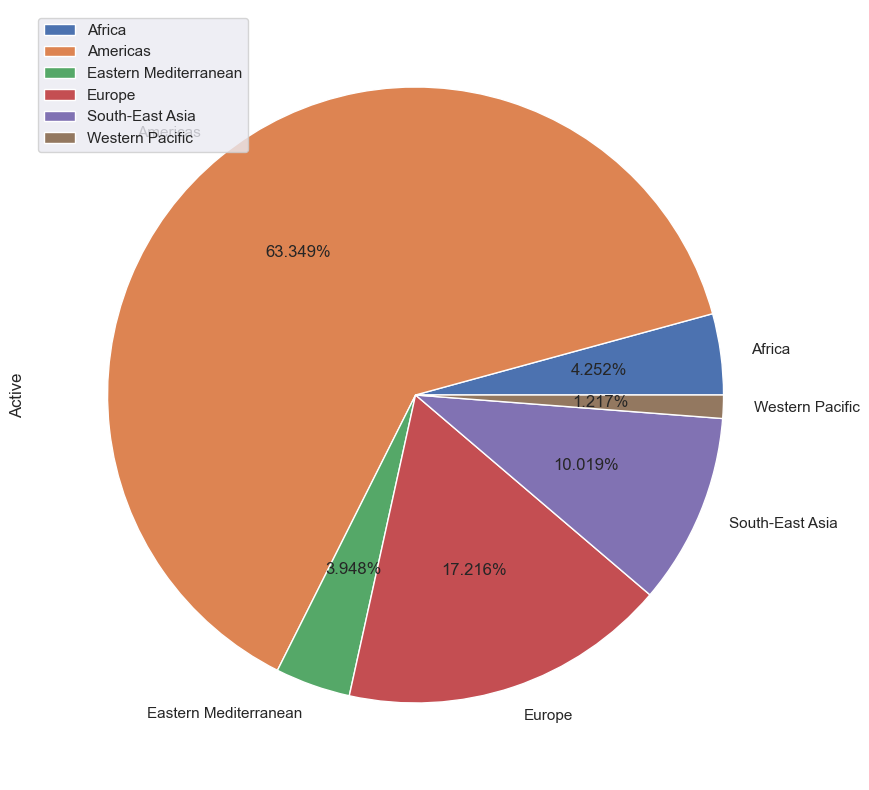 Africa
Americas
Eastern Mediterranean
Europe
South-East Asia
Western Pacific
Americas
63.349%
Africa
4.252%
1.217%
Western Pacific
Active
10.019%
South-East Asia
3.948%
17.216%
Eastern Mediterranean
Europe